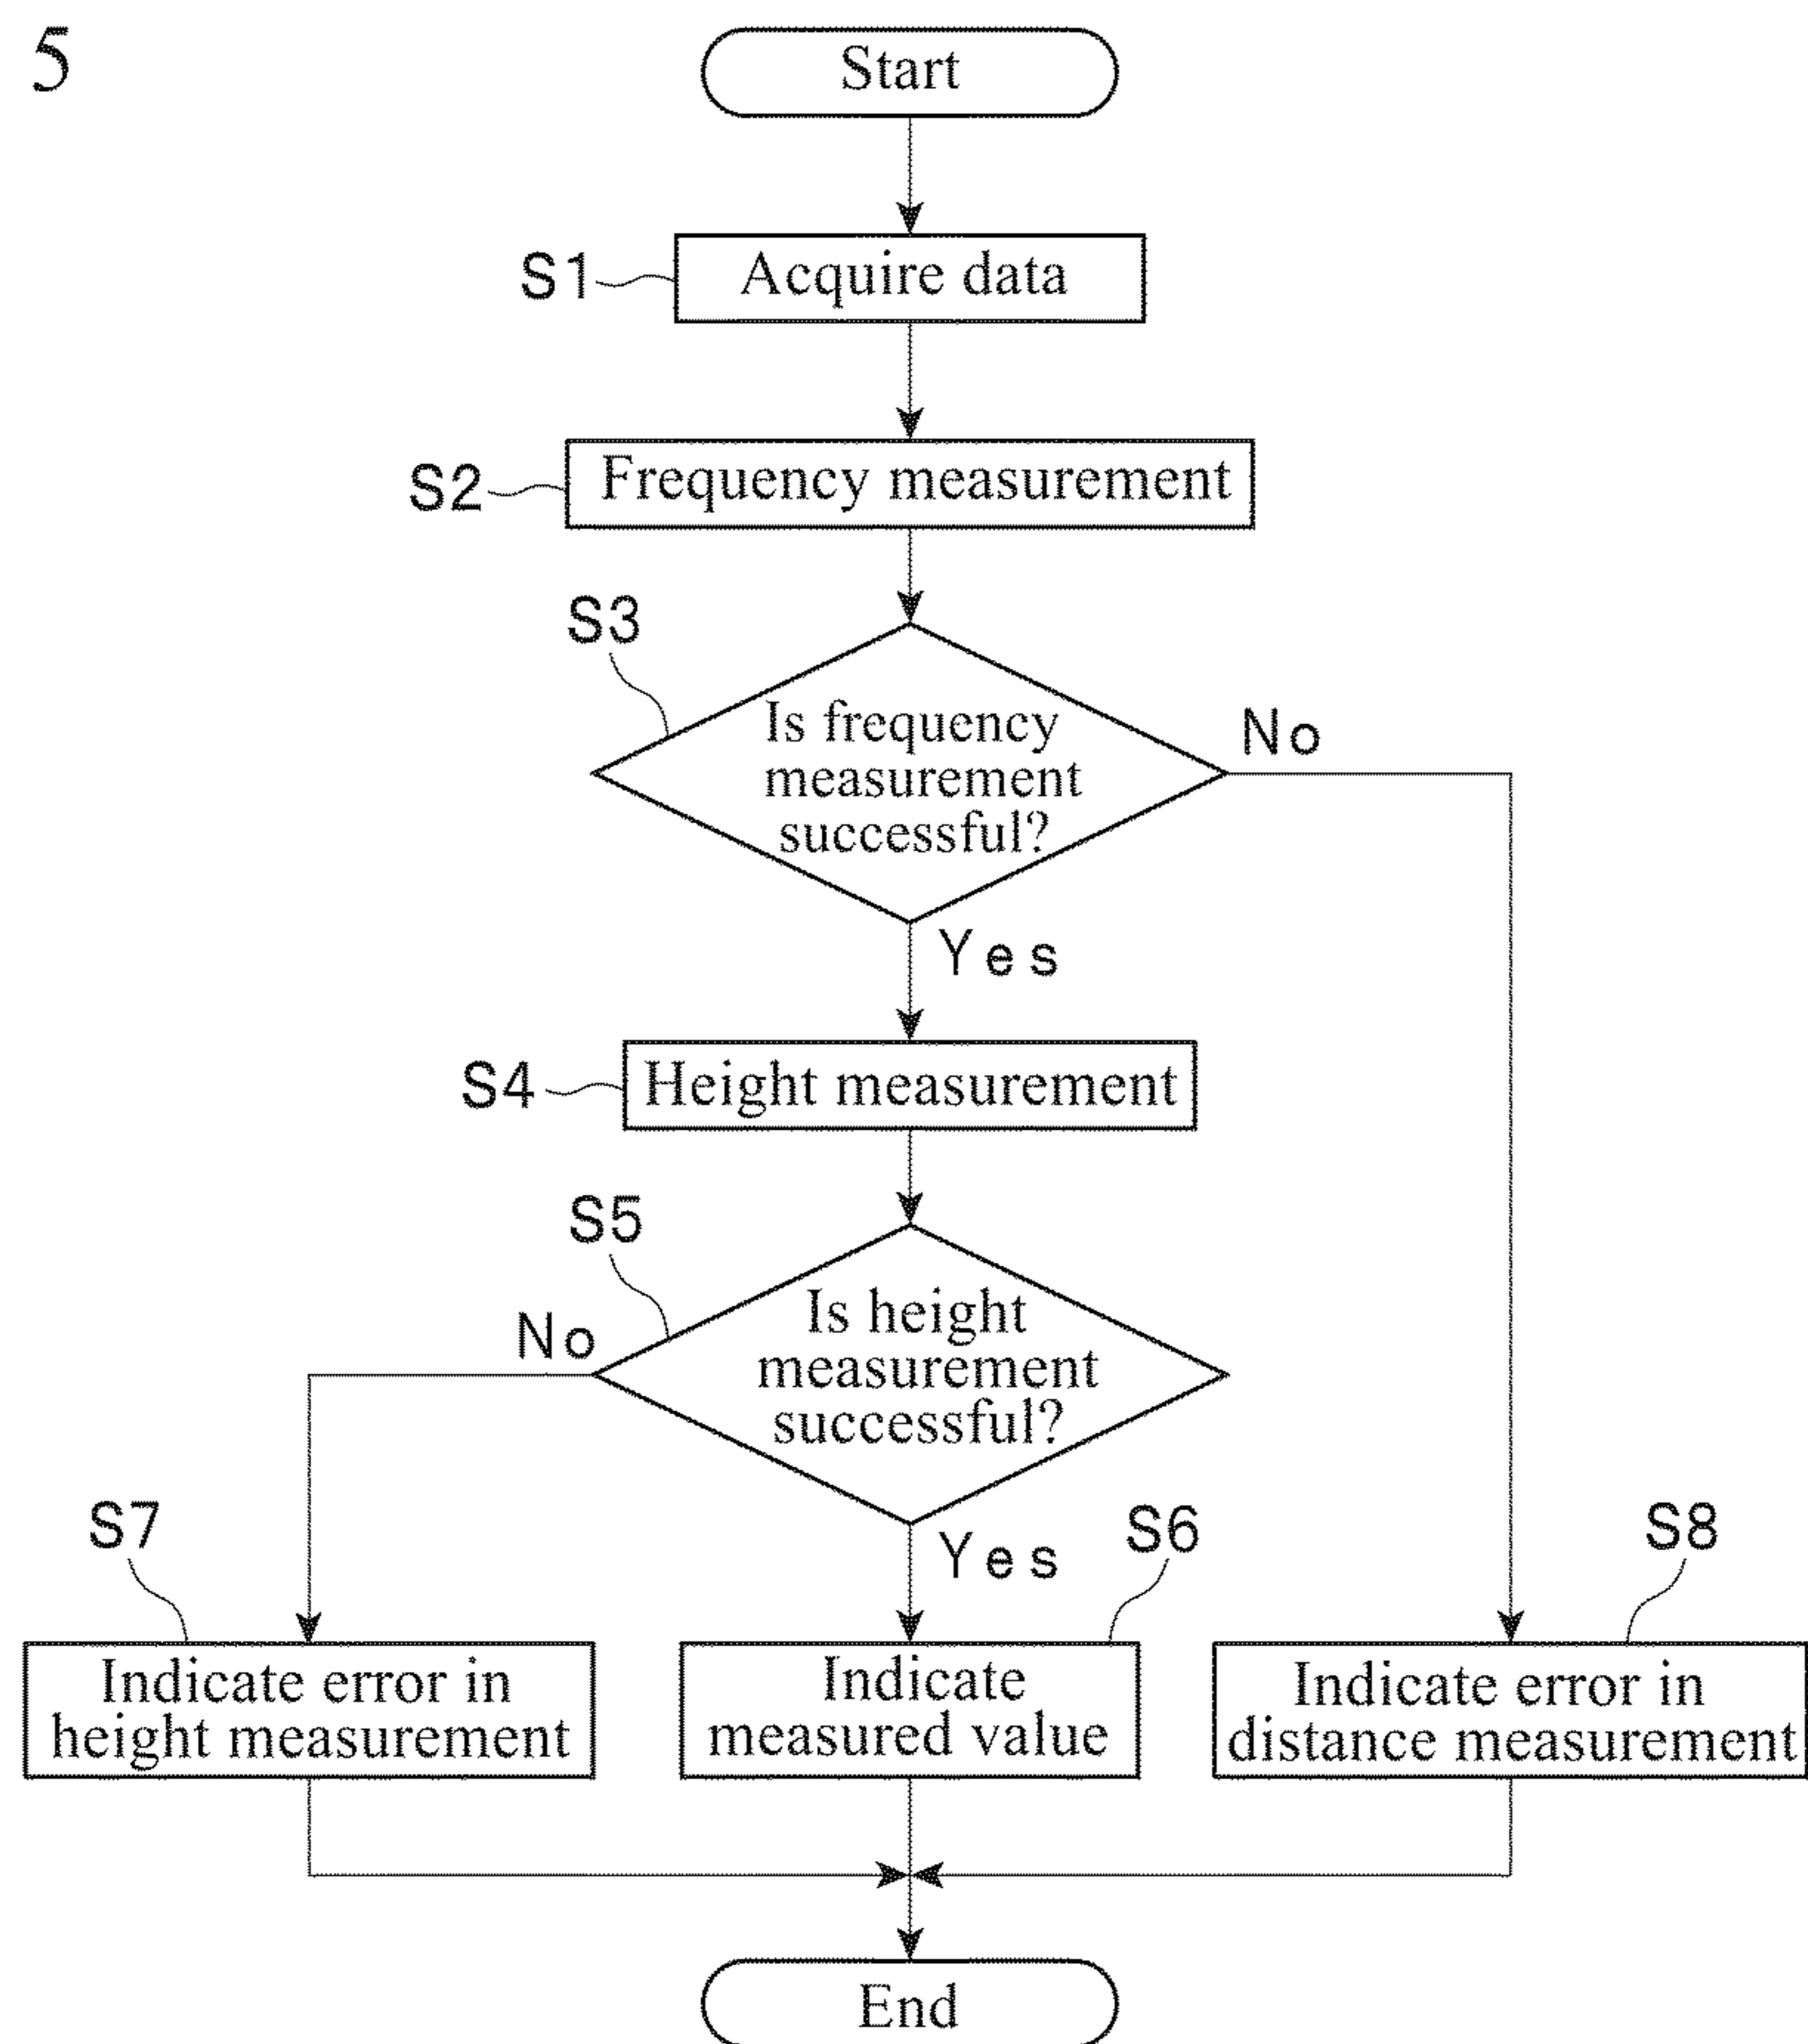 5
Start
S1
Acquire data
S2
Frequency measurement
S3
Is frequency
measurement
successful?
No
Yes
S4
Height measurement
S5
Is height
measurement
successful?
No
Yes
S7
Indicate error in
height measurement
S6
Indicate
measured value
S8
Indicate error in
distance measurement
End